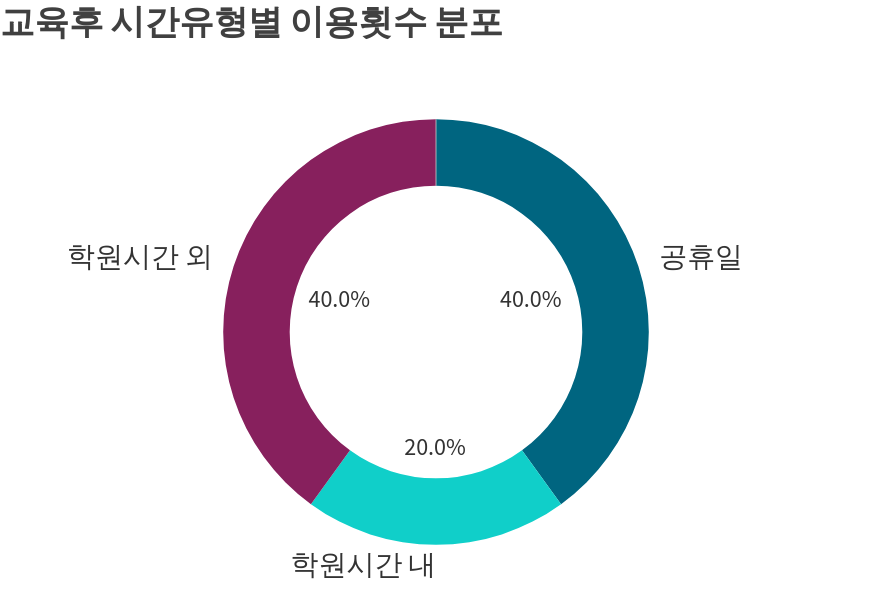 교육후 시간유형별 이용횟수 분포
학원시간 외
공휴일
40.0%
40.0%
20.0%
학원시간 내